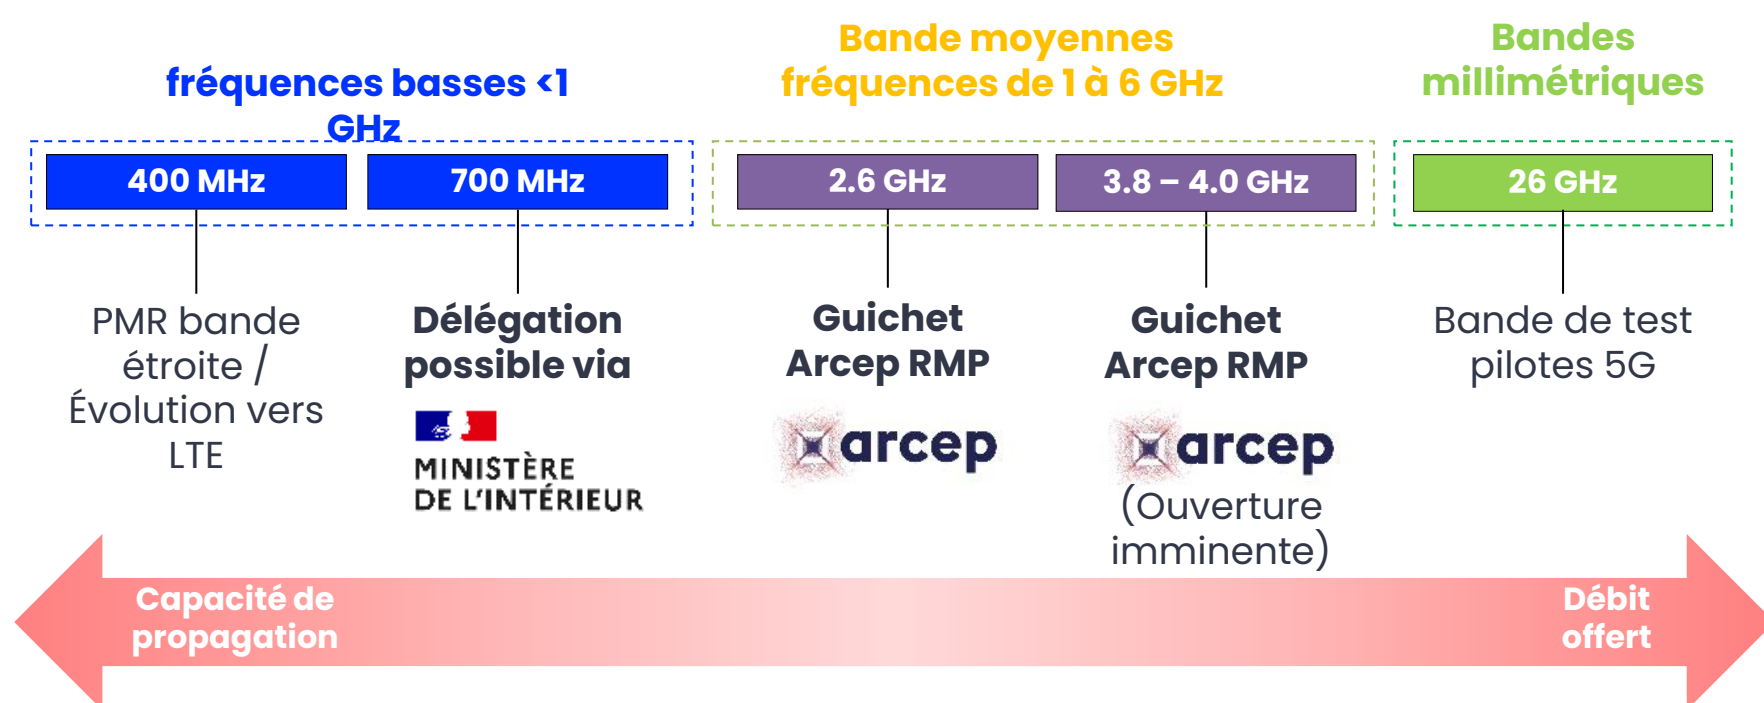 fréquences basses <1
GHz
Bande moyennes
fréquences de 1 à 6 GHz
Bandes
millimétriques
400 MHz
700 MHz
2.6 GHz
3.8 – 4.0 GHz
26 GHz
PMR bande
étroite /
Évolution vers
LTE
Délégation
possible via
MINISTÈRE
DE L'INTÉRIEUR
Guichet
Arcep RMP
arcep
Guichet
Arcep RMP
arcep
(Ouverture
imminente)
Bande de test
pilotes 5G
Capacité de
propagation
Débit
offert